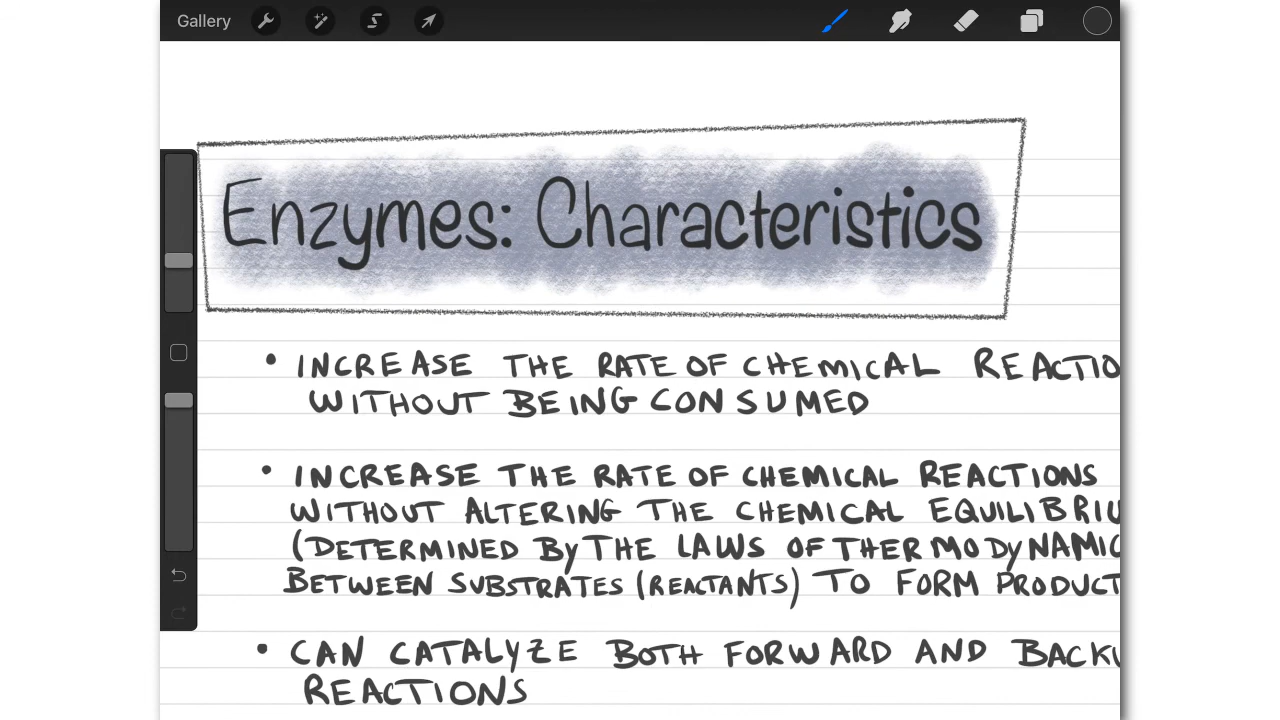 Gallery
Enzymes: Characteristics
• INCREASE THE RATE OF CHEMICAL REACTIO
WITHOUT BEING CONSUMED
• INCREASE THE RATE OF CHEMICAL REACTIONS
WITHOUT ALTERING THE CHEMICAL EQUILIBRIU
(DETERMINED BY THE LAWS OF THERMODYNAMIC
BETWEEN SUBSTRATES (REACTANTS) TO FORM PRODUCT
• CAN CATALYZE BOTH FORWARD AND BACK
REACTIONS